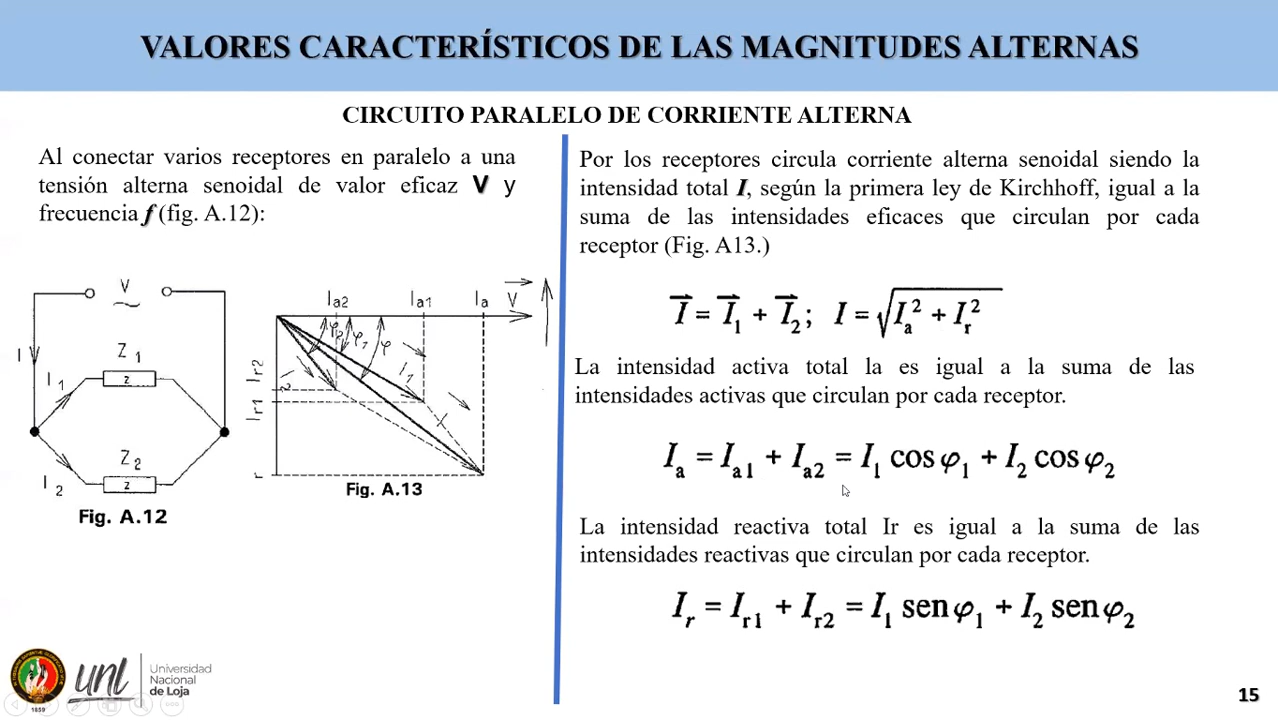 VALORES CARACTERÍSTICOS DE LAS MAGNITUDES ALTERNAS
CIRCUITO PARALELO DE CORRIENTE ALTERNA
Al conectar varios receptores en paralelo a una
tensión alterna senoidal de valor eficaz V y
frecuencia f (fig. A.12):
V
~
I
Z1
z
I1
Z2
z
I2
Fig. A.12
Ia2 Ia1 Ia V
φ2 φ1 φ
Ir2
Ir1
I1
2
r
Fig. A.13
Por los receptores circula corriente alterna senoidal siendo la
intensidad total I, según la primera ley de Kirchhoff, igual a la
suma de las intensidades eficaces que circulan por cada
receptor (Fig. A13.)
I = I1 + I2; I = √(Ia² + Ir²)
La intensidad activa total la es igual a la suma de las
intensidades activas que circulan por cada receptor.
Ia = Ia1 + Ia2 = I1 cos φ1 + I2 cos φ2
La intensidad reactiva total Ir es igual a la suma de las
intensidades reactivas que circulan por cada receptor.
Ir = Ir1 + Ir2 = I1 sen φ1 + I2 sen φ2
1859
unl
Universidad
Nacional
de Loja
15